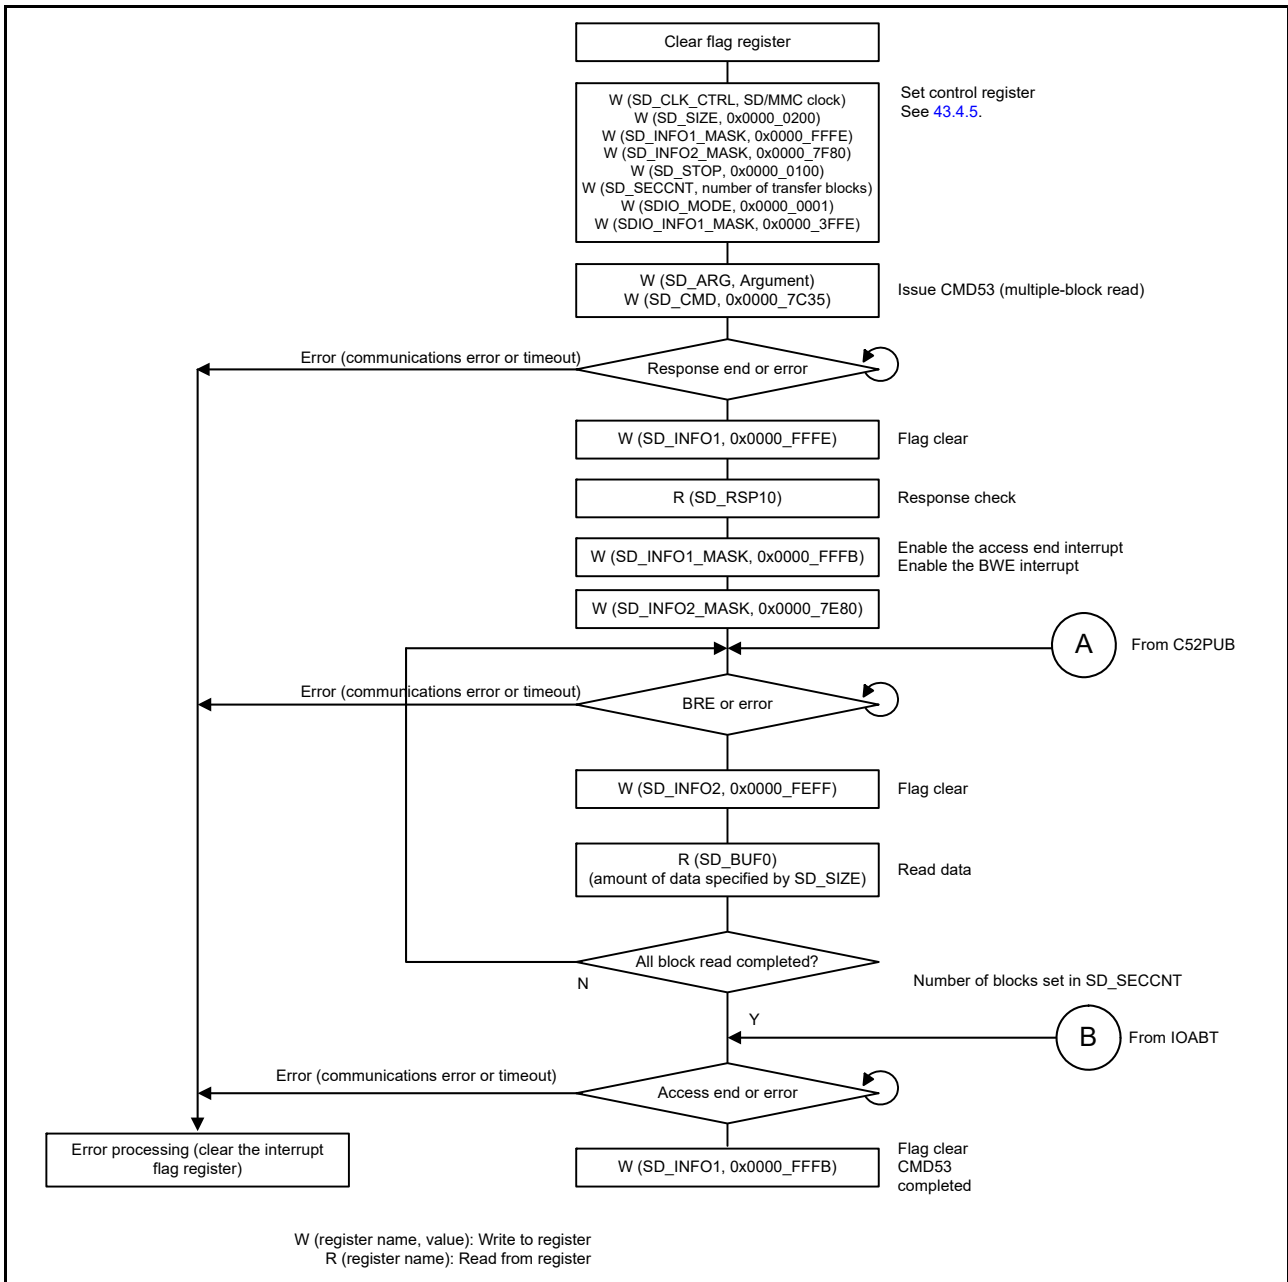 Clear flag register
W (SD_CLK_CTRL, SD/MMC clock)
W (SD_SIZE, 0x0000_0200)
W (SD_INFO1_MASK, 0x0000_FFFE)
W (SD_INFO2_MASK, 0x0000_7F80)
W (SD_STOP, 0x0000_0100)
W (SD_SECCNT, number of transfer blocks)
W (SDIO_MODE, 0x0000_0001)
W (SDIO_INFO1_MASK, 0x0000_3FFE)
Set control register
See 43.4.5.
W (SD_ARG, Argument)
W (SD_CMD, 0x0000_7C35)
Issue CMD53 (multiple-block read)
Error (communications error or timeout)
Response end or error
W (SD_INFO1, 0x0000_FFFE)
Flag clear
R (SD_RSP10)
Response check
W (SD_INFO1_MASK, 0x0000_FFFB)
Enable the access end interrupt
Enable the BWE interrupt
W (SD_INFO2_MASK, 0x0000_7E80)
A
From C52PUB
Error (communications error or timeout)
BRE or error
W (SD_INFO2, 0x0000_FEFF)
Flag clear
R (SD_BUF0)
(amount of data specified by SD_SIZE)
Read data
All block read completed?
N
Number of blocks set in SD_SECCNT
Y
B
From IOABT
Error (communications error or timeout)
Access end or error
Error processing (clear the interrupt
flag register)
W (SD_INFO1, 0x0000_FFFB)
Flag clear
CMD53
completed
W (register name, value): Write to register
R (register name): Read from register